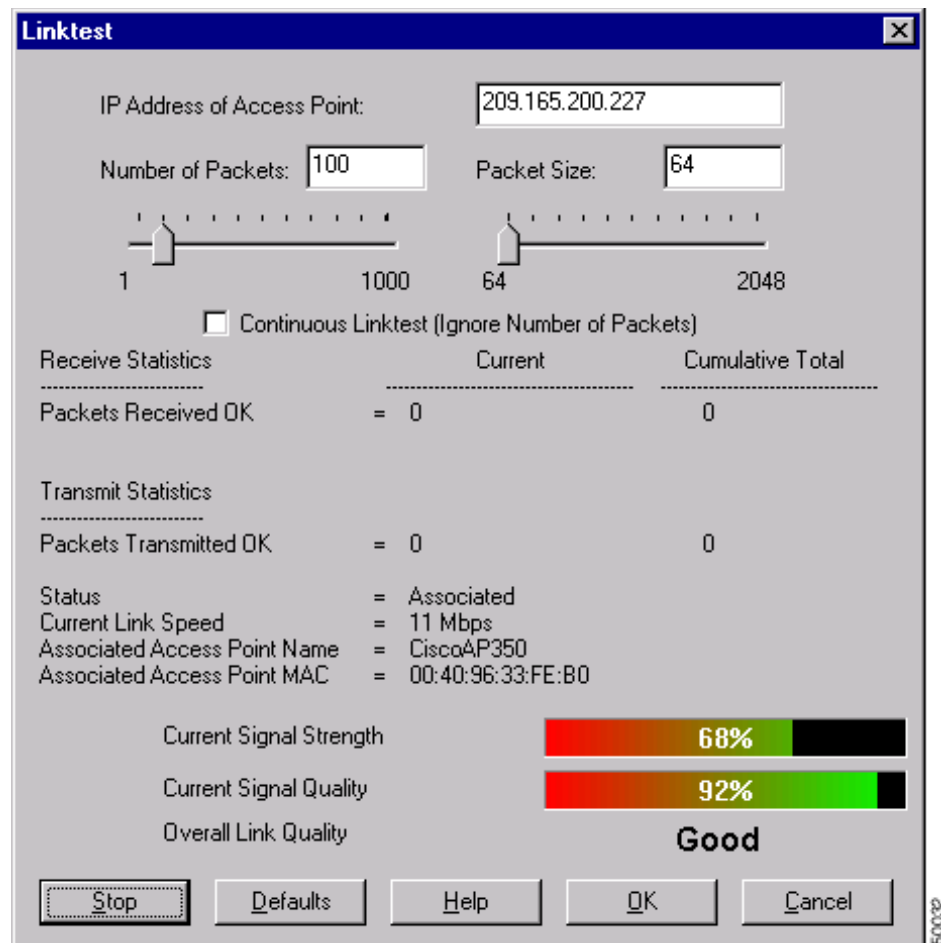 Linktest
IP Address of Access Point: 209.165.200.227
Number of Packets: 100 Packet Size: 64
1 1000 64 2048
Continuous Linktest (Ignore Number of Packets)
Receive Statistics Current Cumulative Total
--------------------------- ----------------------------------------- ------------------------------------
Packets Received OK = 0 0
Transmit Statistics
---------------------------
Packets Transmitted OK = 0 0
Status = Associated
Current Link Speed = 11 Mbps
Associated Access Point Name = CiscoAP350
Associated Access Point MAC = 00:40:96:33:FE:B0
Current Signal Strength 68%
Current Signal Quality 92%
Overall Link Quality Good
Stop Defaults Help OK Cancel
50032